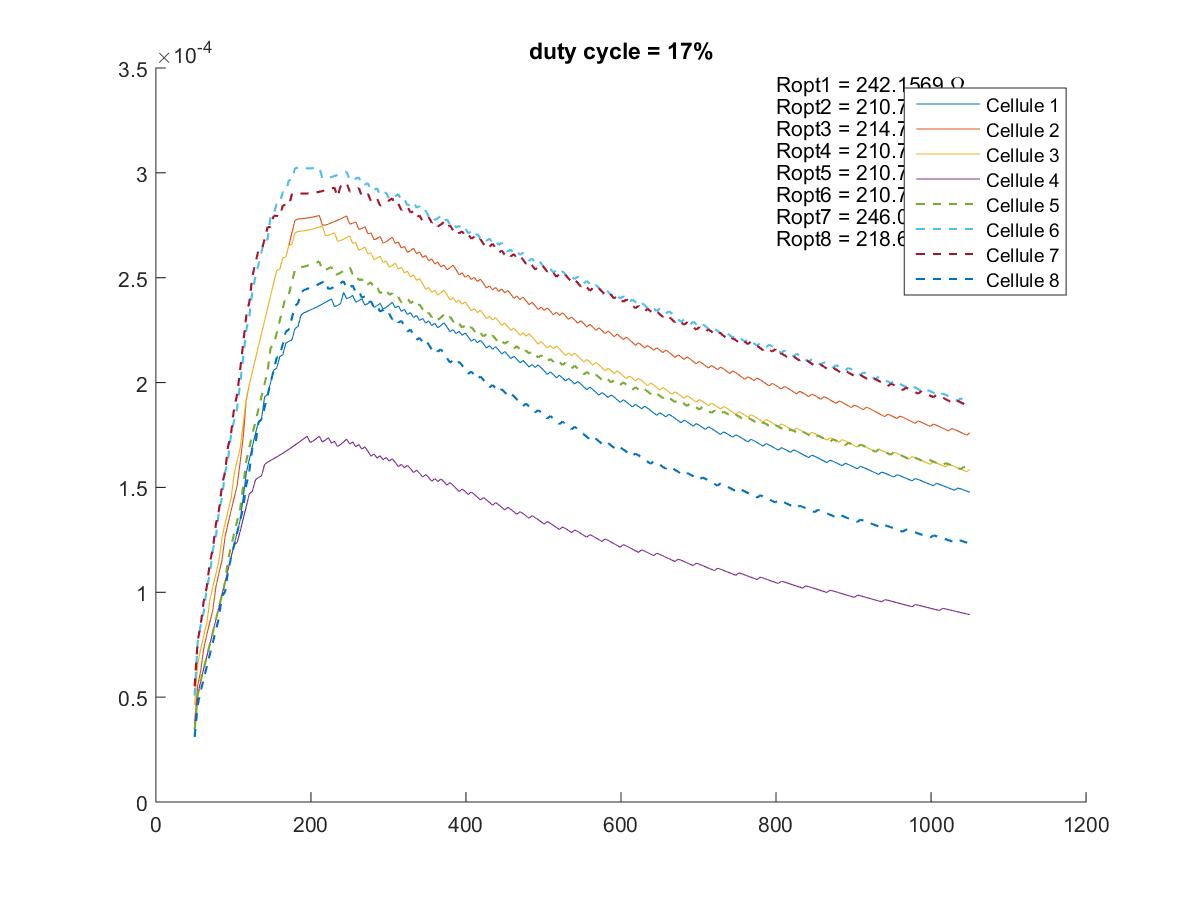 ×10-4
duty cycle = 17%
3.5
3
2.5
2
1.5
1
0.5
0
Ropt1 = 242.1569 Ω
Ropt2 = 210.7
Ropt3 = 214.7
Ropt4 = 210.7
Ropt5 = 210.7
Ropt6 = 210.7
Ropt7 = 246.0
Ropt8 = 218.6
Cellule 1
Cellule 2
Cellule 3
Cellule 4
Cellule 5
Cellule 6
Cellule 7
Cellule 8
0 200 400 600 800 1000 1200